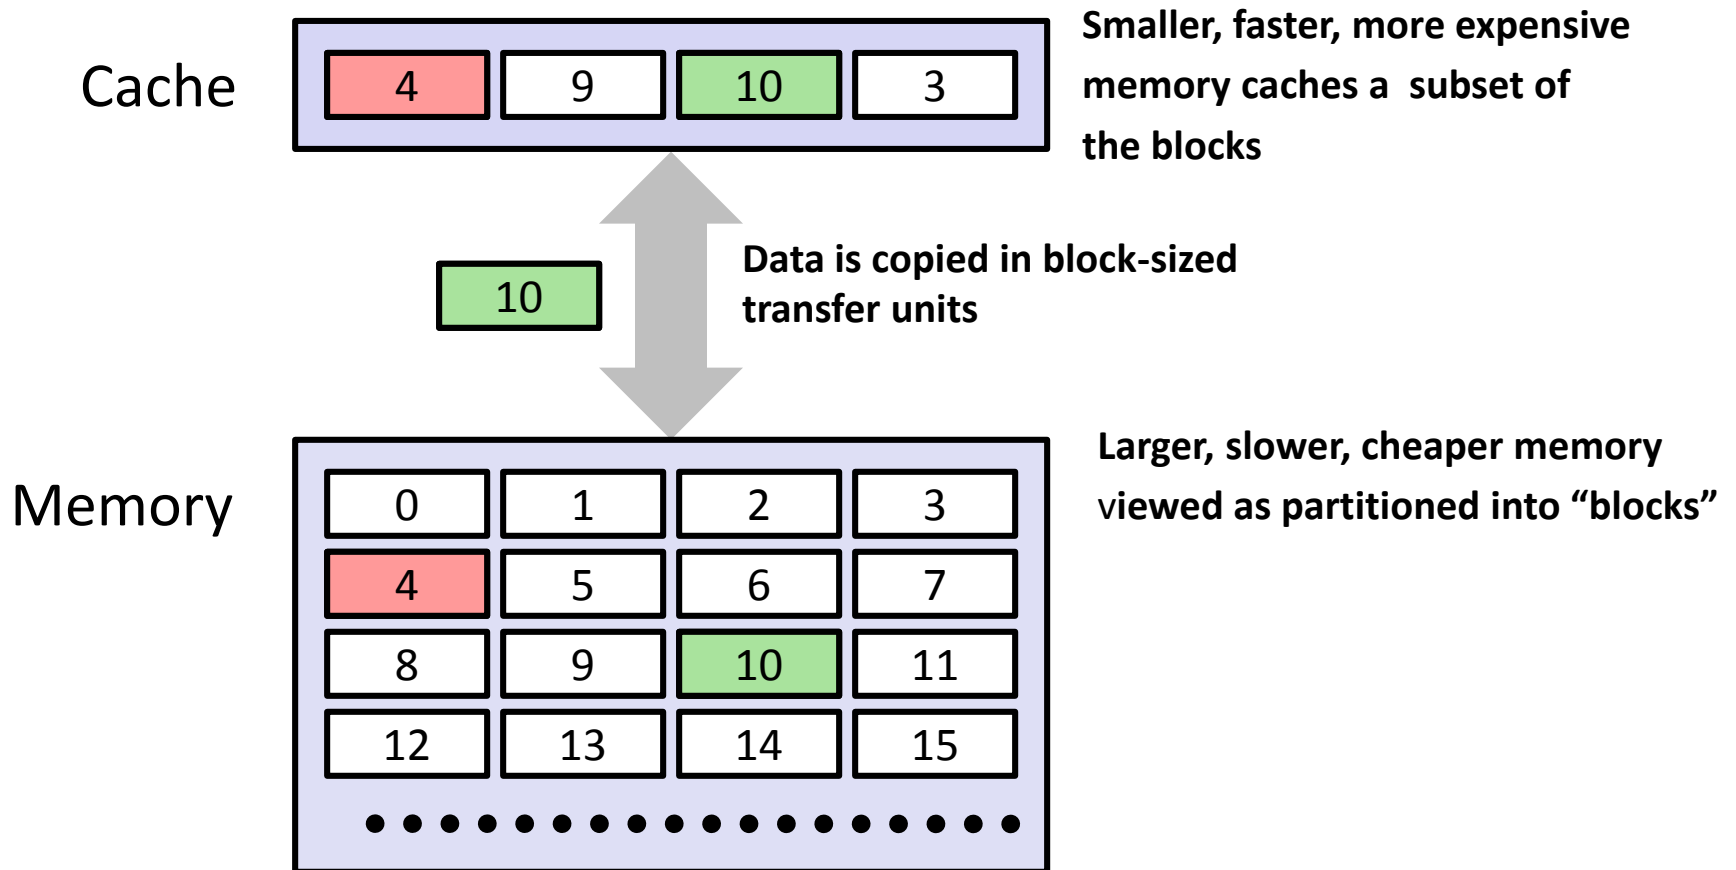 Cache
4 9 10 3
Smaller, faster, more expensive
memory caches a  subset of
the blocks
10
Data is copied in block-sized
transfer units
Memory
0 1 2 3
4 5 6 7
8 9 10 11
12 13 14 15
Larger, slower, cheaper memory
viewed as partitioned into “blocks”